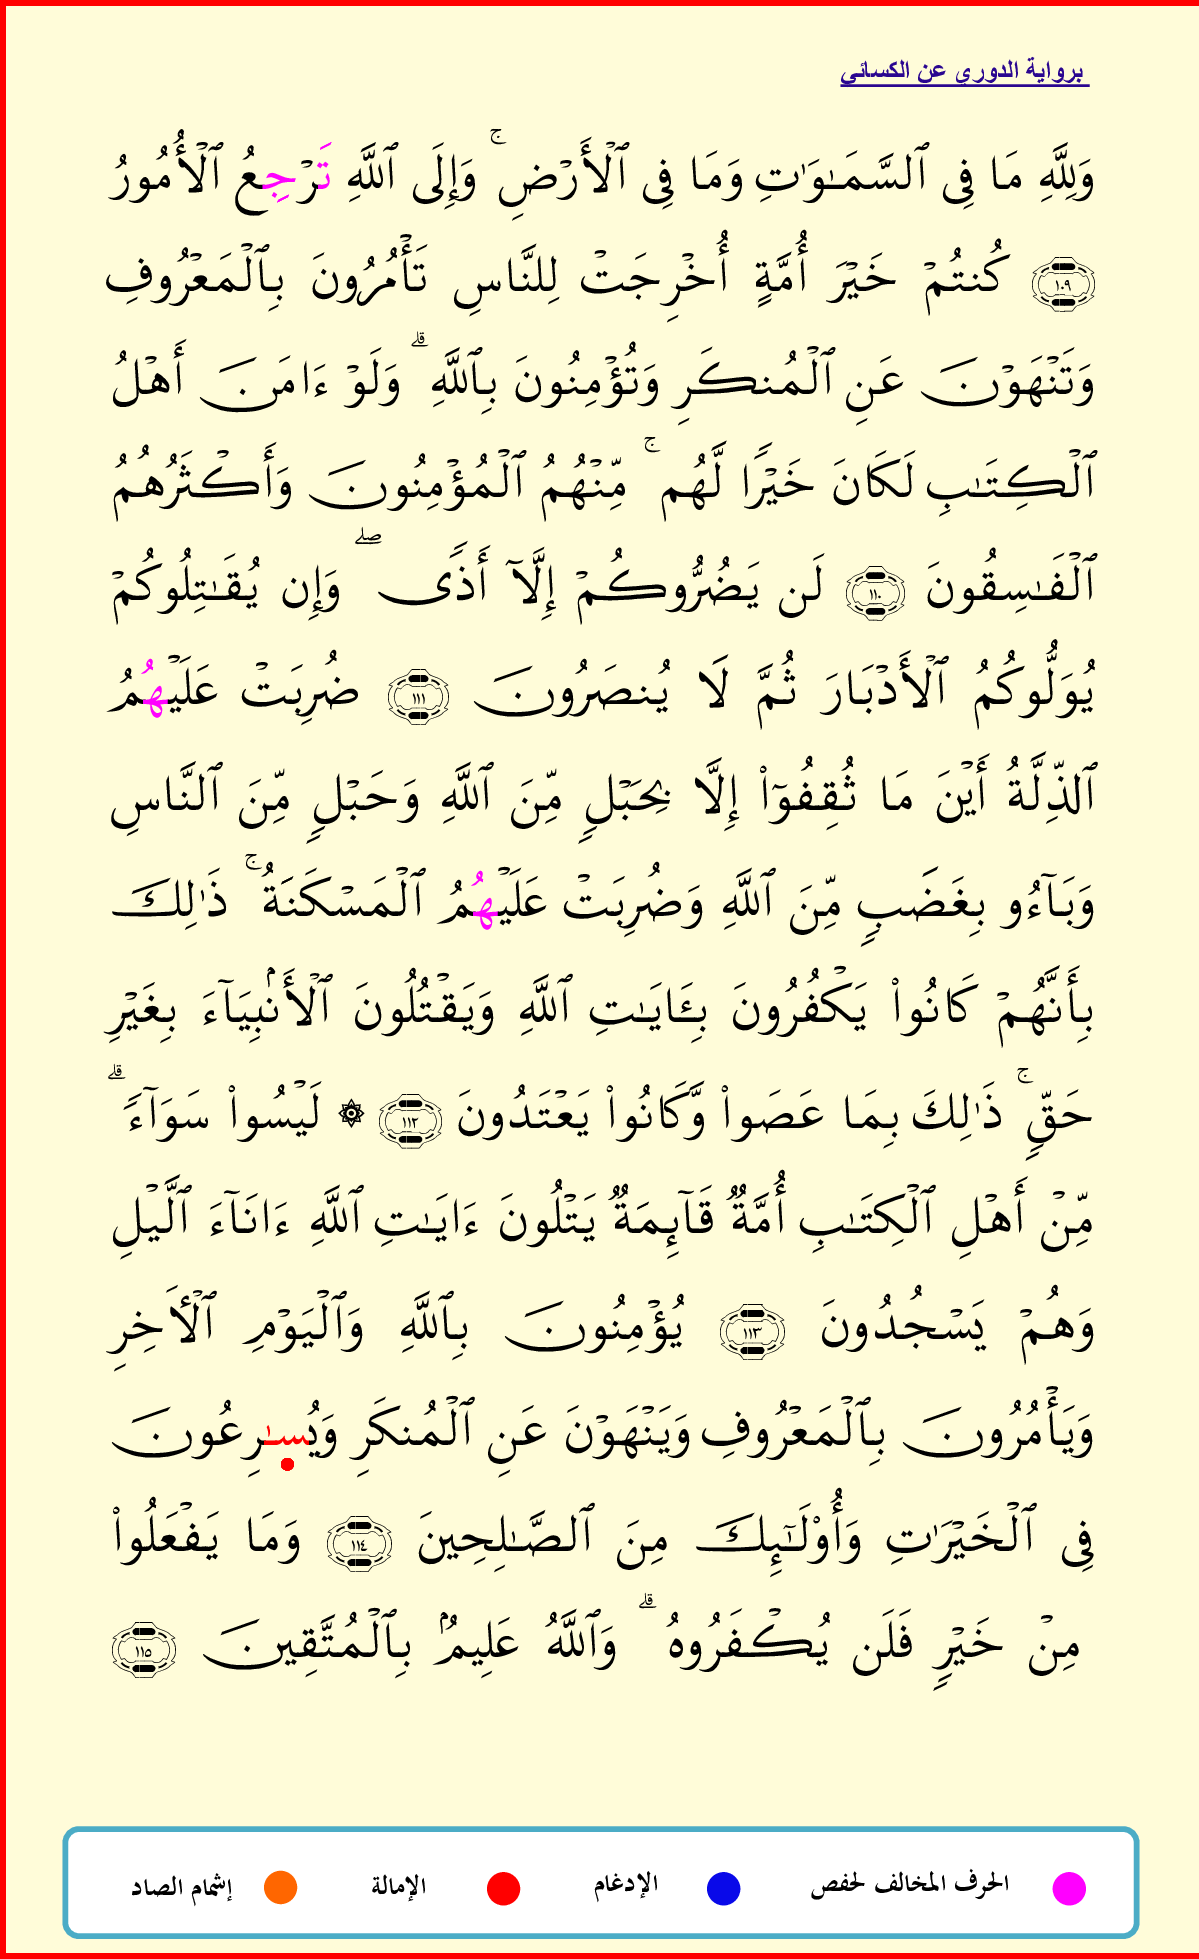 برواية الدوري عن الكسائي
وَلِلَّهِ مَا فِي ٱلسَّمَٰوَٰتِ وَمَا فِي ٱلۡأَرۡضِۚ وَإِلَى ٱللَّهِ تَرۡجِعُ ٱلۡأُمُورُ
١٠٩ كُنتُمۡ خَيۡرَ أُمَّةٍ أُخۡرِجَتۡ لِلنَّاسِ تَأۡمُرُونَ بِٱلۡمَعۡرُوفِ
وَتَنۡهَوۡنَ عَنِ ٱلۡمُنكَرِ وَتُؤۡمِنُونَ بِٱللَّهِۗ وَلَوۡ ءَامَنَ أَهۡلُ
ٱلۡكِتَٰبِ لَكَانَ خَيۡرٗا لَّهُمۚ مِّنۡهُمُ ٱلۡمُؤۡمِنُونَ وَأَكۡثَرُهُمُ
ٱلۡفَٰسِقُونَ ١١٠ لَن يَضُرُّوكُمۡ إِلَّآ أَذٗىۖ وَإِن يُقَٰتِلُوكُمۡ
يُوَلُّوكُمُ ٱلۡأَدۡبَارَ ثُمَّ لَا يُنصَرُونَ ١١١ ضُرِبَتۡ عَلَيۡهُمُ
ٱلذِّلَّةُ أَيۡنَ مَا ثُقِفُوٓاْ إِلَّا بِحَبۡلٖ مِّنَ ٱللَّهِ وَحَبۡلٖ مِّنَ ٱلنَّاسِ
وَبَآءُو بِغَضَبٖ مِّنَ ٱللَّهِ وَضُرِبَتۡ عَلَيۡهُمُ ٱلۡمَسۡكَنَةُۚ ذَٰلِكَ
بِأَنَّهُمۡ كَانُواْ يَكۡفُرُونَ بِـَٔايَٰتِ ٱللَّهِ وَيَقۡتُلُونَ ٱلۡأَنۢبِيَآءَ بِغَيۡرِ
حَقّٖۚ ذَٰلِكَ بِمَا عَصَواْ وَّكَانُواْ يَعۡتَدُونَ ١١٢ ۞ لَيۡسُواْ سَوَآءٗۗ
مِّنۡ أَهۡلِ ٱلۡكِتَٰبِ أُمَّةٞ قَآئِمَةٞ يَتۡلُونَ ءَايَٰتِ ٱللَّهِ ءَانَآءَ ٱلَّيۡلِ
وَهُمۡ يَسۡجُدُونَ ١١٣ يُؤۡمِنُونَ بِٱللَّهِ وَٱلۡيَوۡمِ ٱلۡأٓخِرِ
وَيَأۡمُرُونَ بِٱلۡمَعۡرُوفِ وَيَنۡهَوۡنَ عَنِ ٱلۡمُنكَرِ وَيُسَٰرِعُونَ
فِي ٱلۡخَيۡرَٰتِ وَأُوْلَٰٓئِكَ مِنَ ٱلصَّٰلِحِينَ ١١٤ وَمَا يَفۡعَلُواْ
مِنۡ خَيۡرٖ فَلَن يُكۡفَرُوهُۗ وَٱللَّهُ عَلِيمُۢ بِٱلۡمُتَّقِينَ ١١٥
الحرف المخالف لحفص الإدغام الإمالة إشمام الصاد